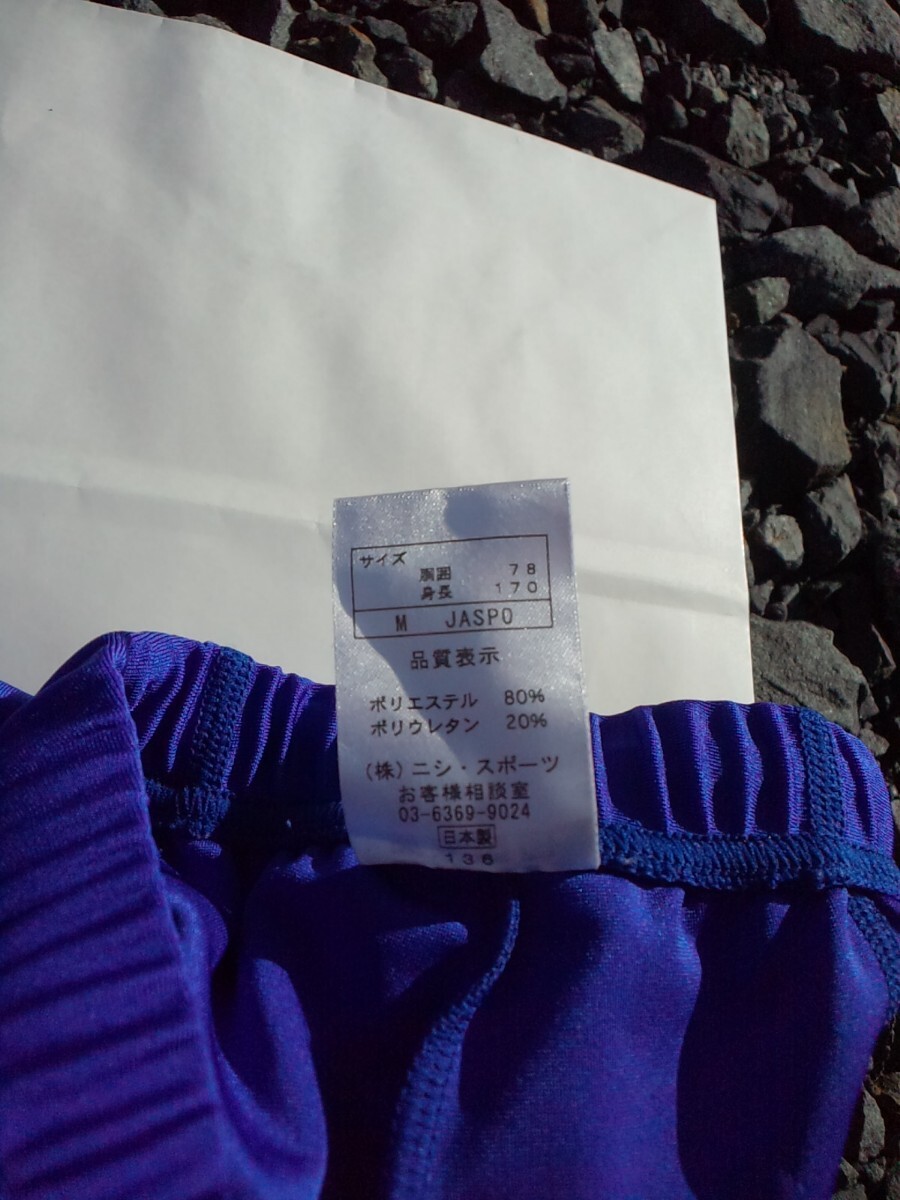 サイズ
胴囲 78
身長 170
M JASPO
品質表示
ポリエステル 80%
ポリウレタン 20%
(株)ニシ・スポーツ
お客様相談室
03-6369-9024
日本製
136